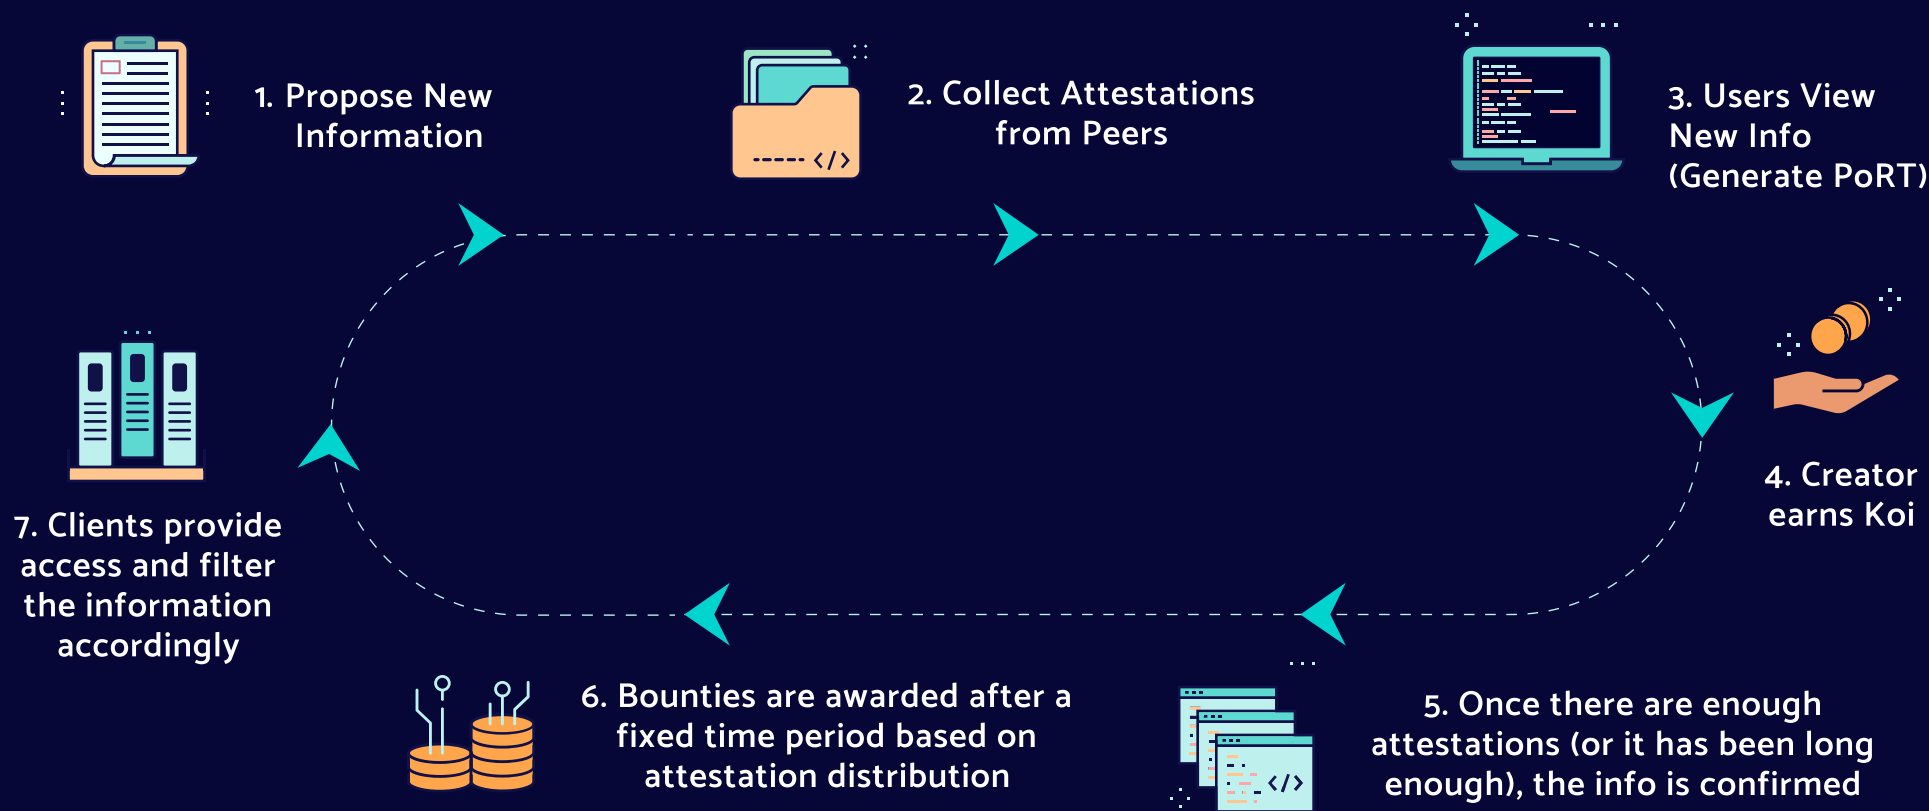 1. Propose New
Information
2. Collect Attestations
from Peers
3. Users View
New Info
(Generate PoRT)
4. Creator
earns Koi
5. Once there are enough
attestations (or it has been long
enough), the info is confirmed
6. Bounties are awarded after a
fixed time period based on
attestation distribution
7. Clients provide
access and filter
the information
accordingly